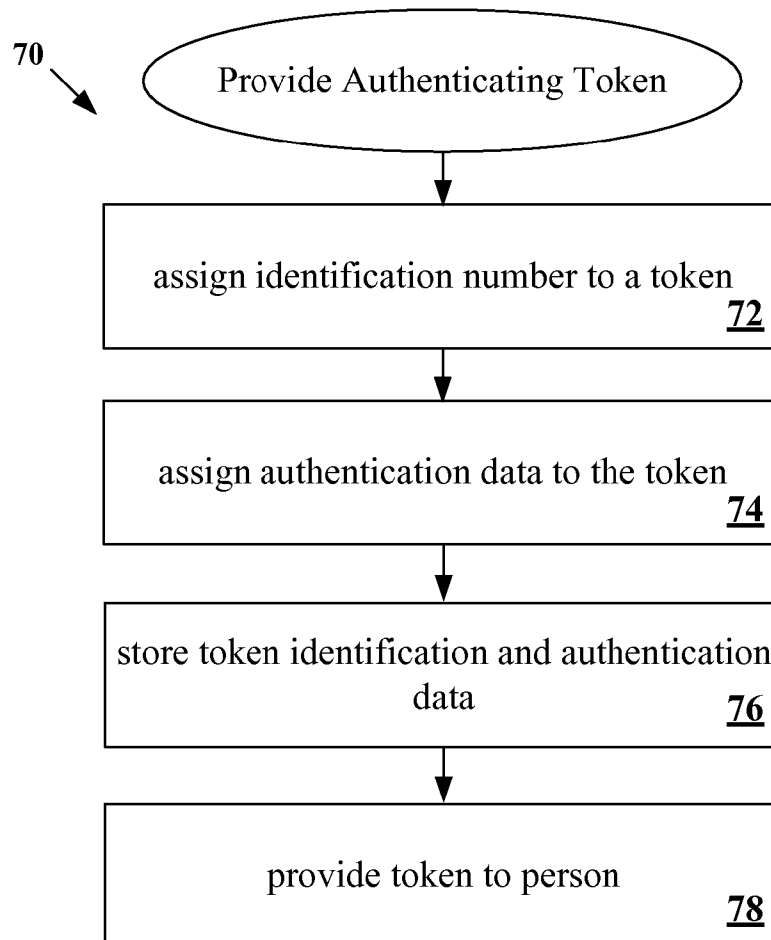 70
Provide Authenticating Token
assign identification number to a token
72
assign authentication data to the token
74
store token identification and authentication
data
76
provide token to person
78